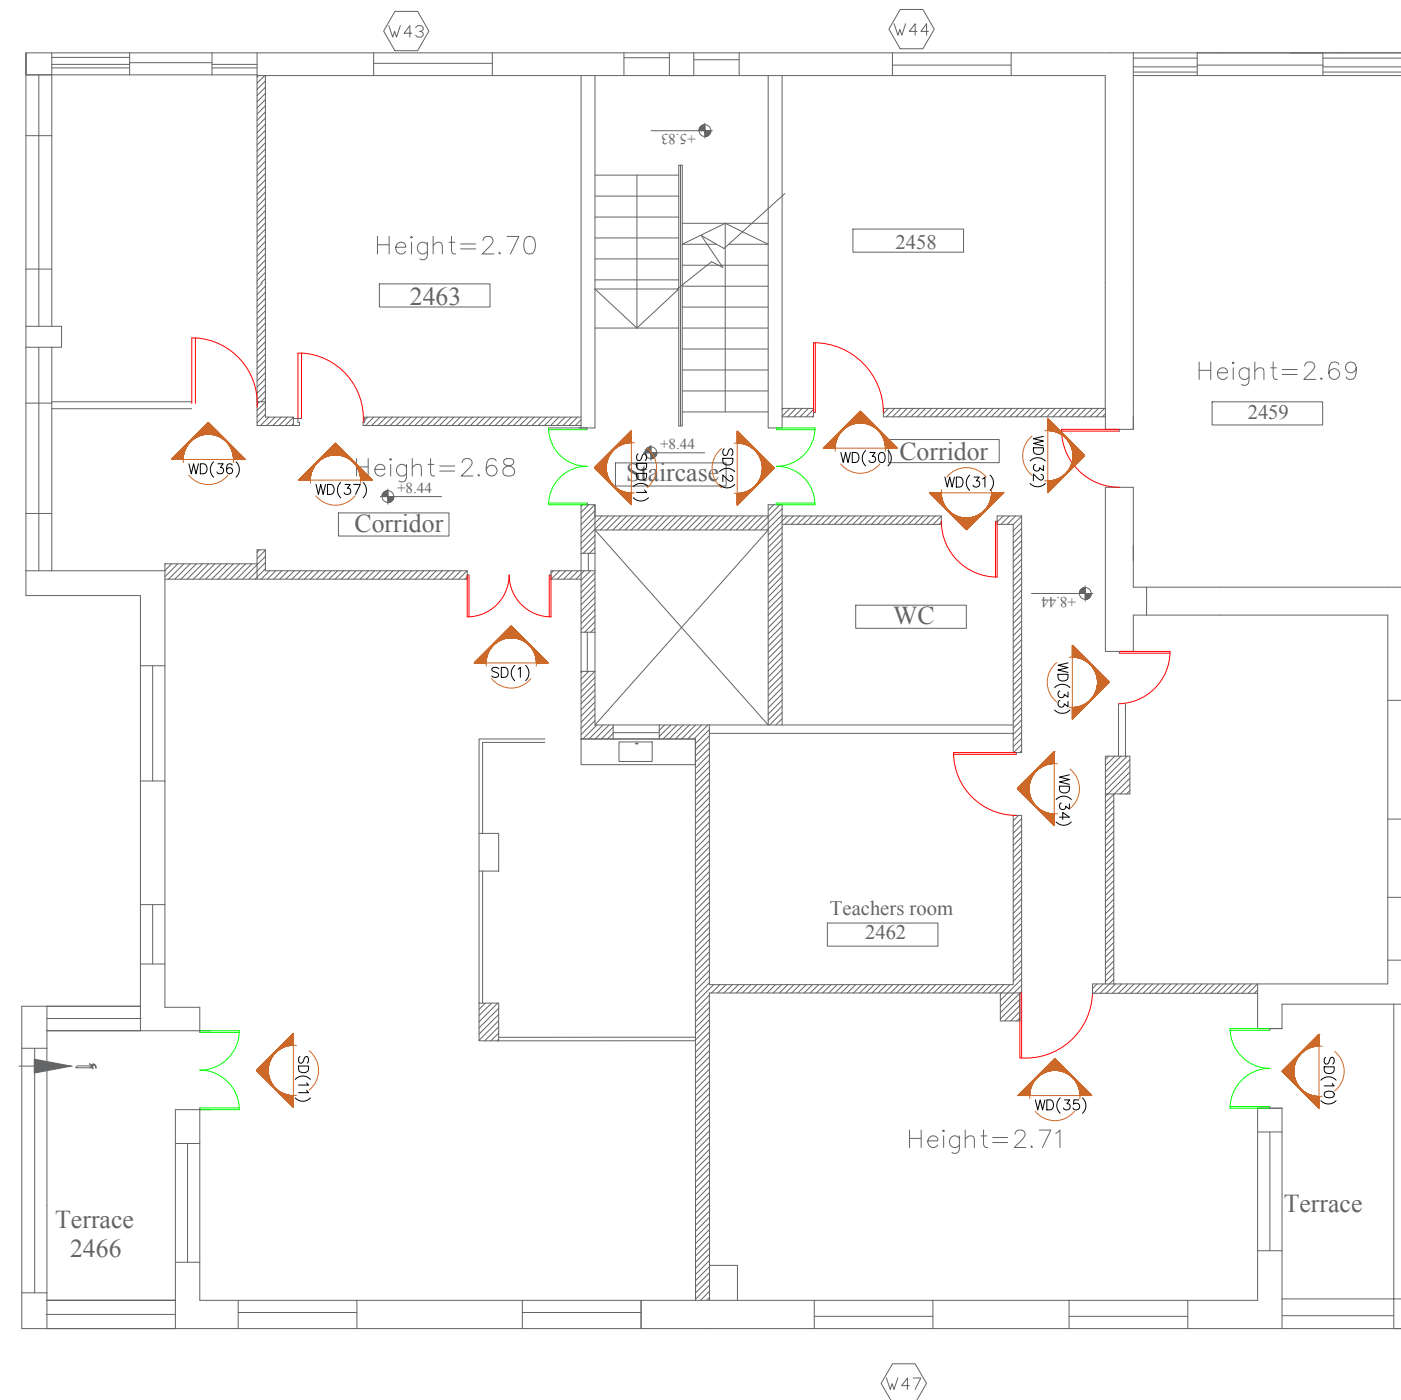 W43
W44
+5.83
Height=2.70
2463
2458
Height=2.69
2459
WD(36)
WD(37)
Height=2.68
+8.44
Corridor
SDD(1)
+8.44
Staircase
SD(2)
WD(30)
Corridor
WD(31)
WD(32)
WC
+8.44
SD(1)
WD(33)
WD(34)
Teachers room
2462
SD(11)
WD(35)
SD(10)
Height=2.71
Terrace
2466
Terrace
W47